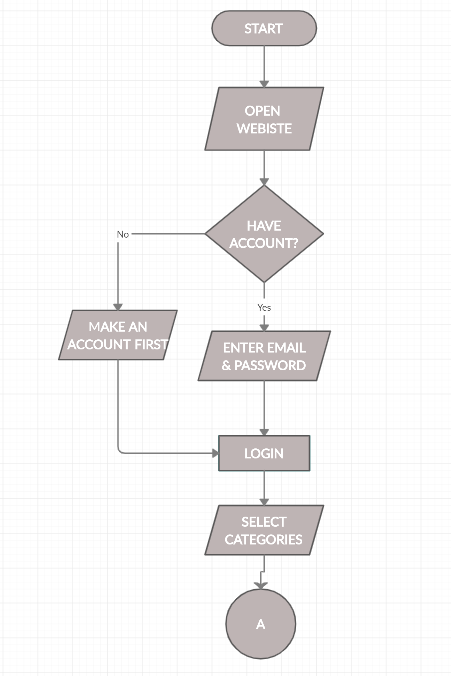 START
OPEN
WEBISTE
HAVE
ACCOUNT?
No
Yes
MAKE AN
ACCOUNT FIRST
ENTER EMAIL
& PASSWORD
LOGIN
SELECT
CATEGORIES
A